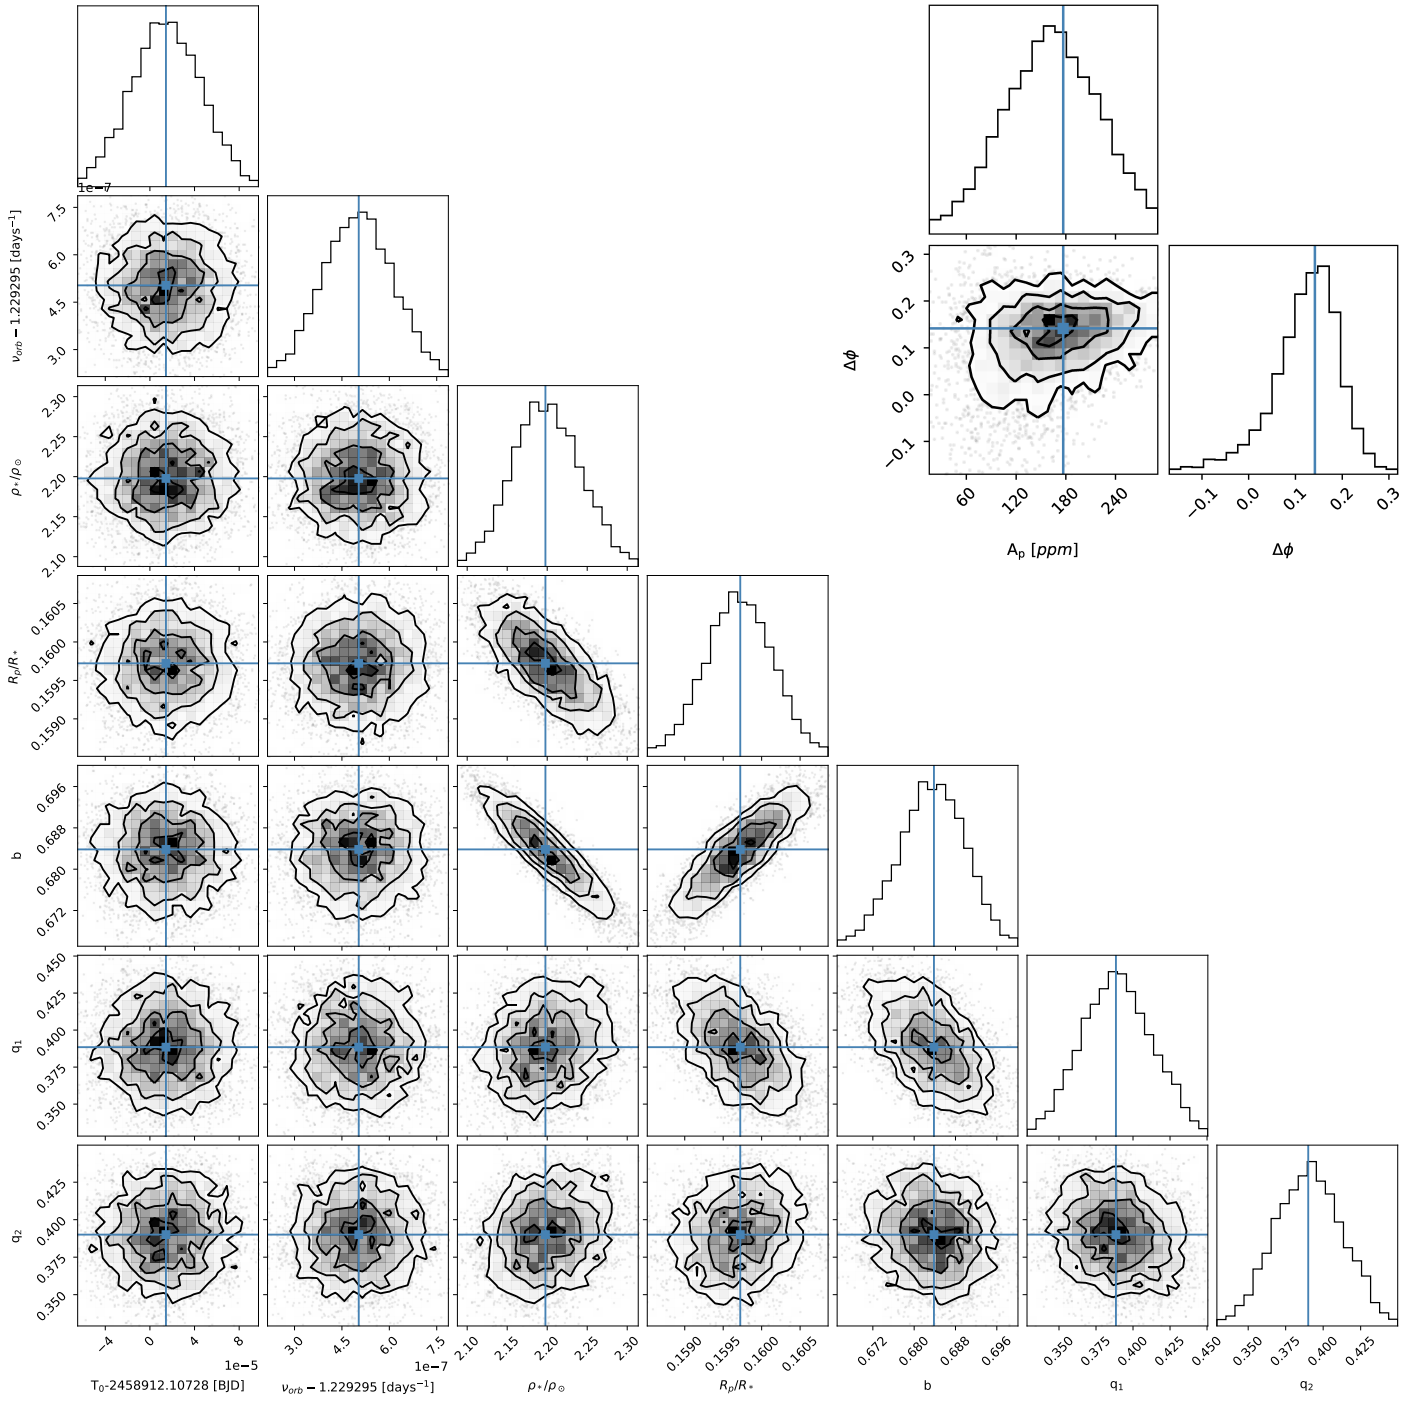 1e−7
ν_orb − 1.229295 [days⁻¹]
7.5
6.0
4.5
3.0
ρ*/ρ⊙
2.30
2.25
2.20
2.15
2.10
R_p/R*
0.1605
0.1600
0.1595
0.1590
b
0.696
0.688
0.680
0.672
q₁
0.450
0.425
0.400
0.375
0.350
q₂
0.425
0.400
0.375
0.350
−4 0 4 8
1e−5
T₀-2458912.10728 [BJD]
3.0 4.5 6.0 7.5
1e−7
ν_orb − 1.229295 [days⁻¹]
2.10 2.15 2.20 2.25 2.30
ρ*/ρ⊙
0.1590 0.1595 0.1600 0.1605
R_p/R*
0.672 0.680 0.688 0.696
b
0.350 0.375 0.400 0.425 0.450
q₁
0.350 0.375 0.400 0.425
q₂
Δϕ
0.3
0.2
0.1
0.0
−0.1
60 120 180 240
A_p [ppm]
−0.1 0.0 0.1 0.2 0.3
Δϕ